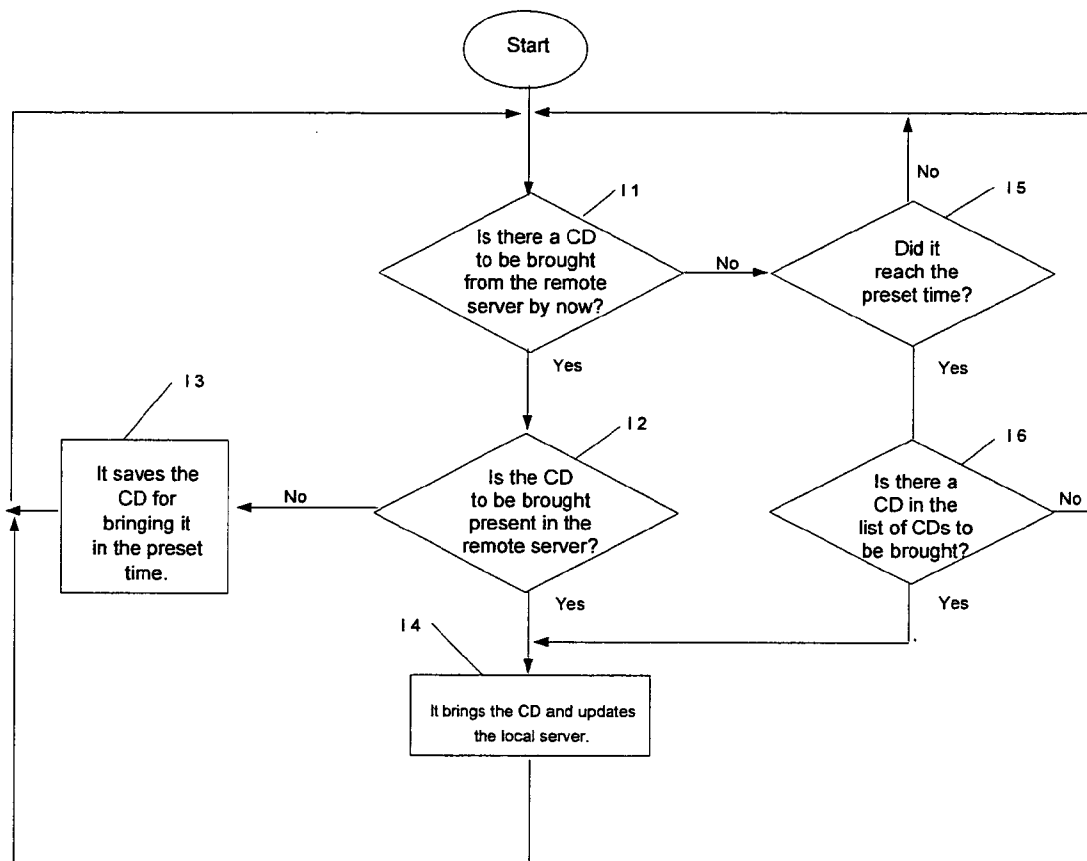 Start
11
Is there a CD
to be brought
from the remote
server by now?
No
Yes
15
Did it
reach the
preset time?
No
Yes
13
It saves the
CD for
bringing it
in the preset
time.
12
Is the CD
to be brought
present in the
remote server?
No
Yes
16
Is there a
CD in the
list of CDs to
be brought?
No
Yes
14
It brings the CD and updates
the local server.